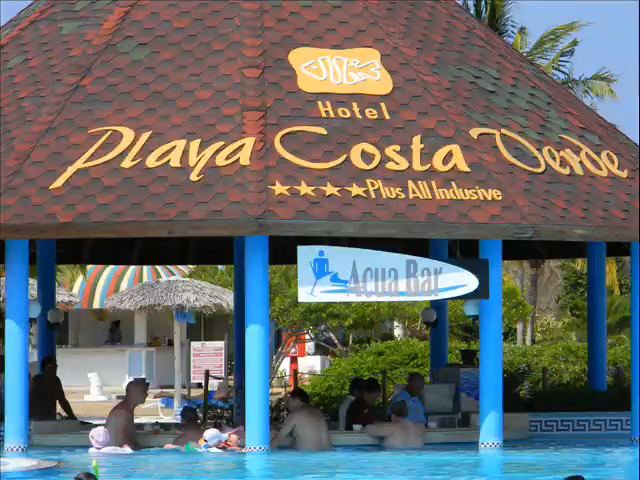 Hotel
Playa Costa Verde
★★★★Plus All Inclusive
Acua Bar